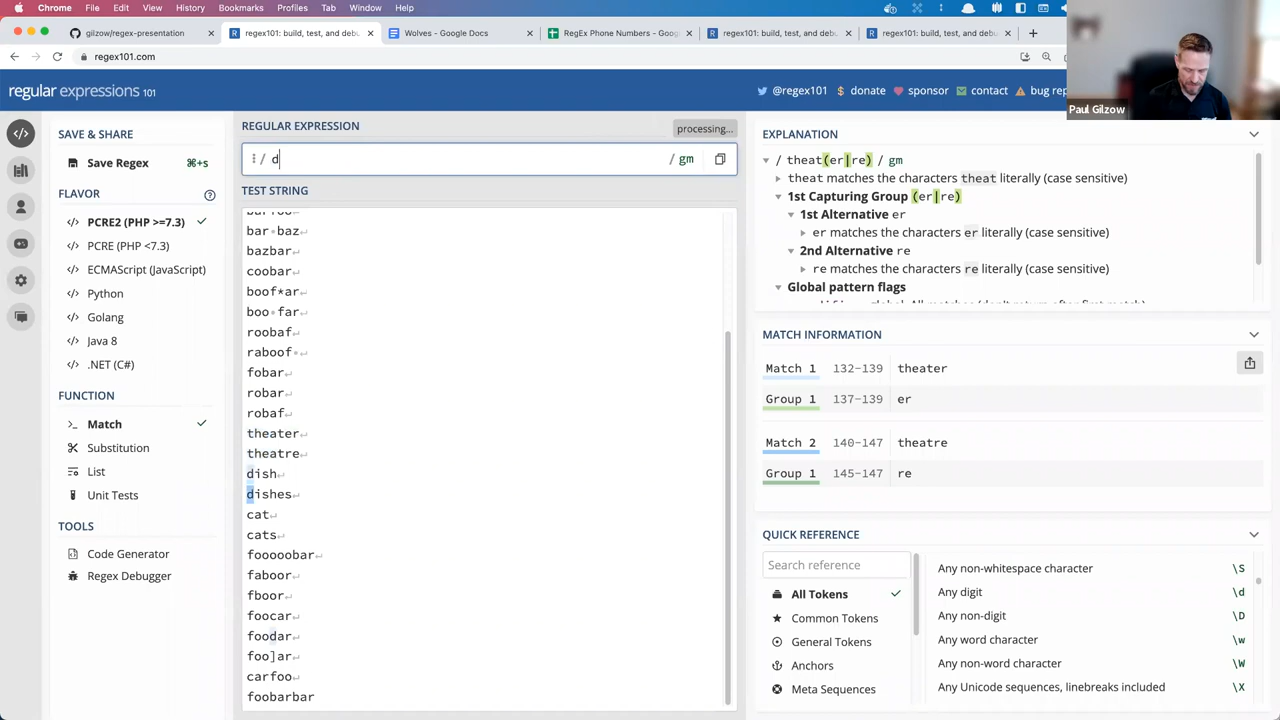 Chrome File Edit View History Bookmarks Profiles Tab Window Help
gilzow/regex-presentation
regex101: build, test, and debu
Wolves - Google Docs
RegEx Phone Numbers - Google
regex101: build, test, and debu
regex101: build, test, and debu
regex101.com
regular expressions 101
@regex101 donate sponsor contact bug rep
Paul Gilzow
SAVE & SHARE
Save Regex ⌘+s
FLAVOR
PCRE2 (PHP >=7.3)
PCRE (PHP <7.3)
ECMAScript (JavaScript)
Python
Golang
Java 8
.NET (C#)
FUNCTION
Match
Substitution
List
Unit Tests
TOOLS
Code Generator
Regex Debugger
REGULAR EXPRESSION
processing...
/ d / gm
TEST STRING
barfoo
bar·baz
bazbar
coobar
boof*ar
boo·far
roobaf
raboof·
fobar
robar
robaf
theater
theatre
dish
dishes
cat
cats
fooooobar
faboor
fboor
foocar
foodar
foo]ar
carfoo
foobarbar
EXPLANATION
/ theat(er|re) / gm
theat matches the characters theat literally (case sensitive)
1st Capturing Group (er|re)
1st Alternative er
er matches the characters er literally (case sensitive)
2nd Alternative re
re matches the characters re literally (case sensitive)
Global pattern flags
MATCH INFORMATION
Match 1 132-139 theater
Group 1 137-139 er
Match 2 140-147 theatre
Group 1 145-147 re
QUICK REFERENCE
Search reference
All Tokens
Common Tokens
General Tokens
Anchors
Meta Sequences
Any non-whitespace character \S
Any digit \d
Any non-digit \D
Any word character \w
Any non-word character \W
Any Unicode sequences, linebreaks included \X